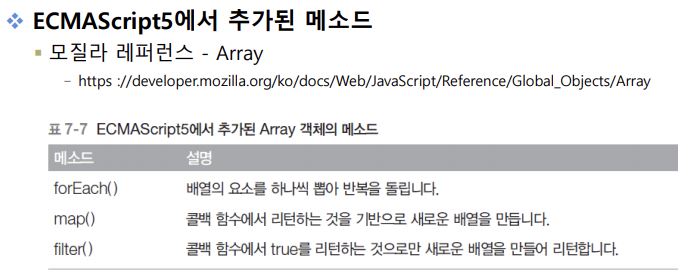 ❖ ECMAScript5에서 추가된 메소드
▪ 모질라 레퍼런스 - Array
– https ://developer.mozilla.org/ko/docs/Web/JavaScript/Reference/Global_Objects/Array
표 7-7 ECMAScript5에서 추가된 Array 객체의 메소드
메소드 설명
forEach() 배열의 요소를 하나씩 뽑아 반복을 돌립니다.
map() 콜백 함수에서 리턴하는 것을 기반으로 새로운 배열을 만듭니다.
filter() 콜백 함수에서 true를 리턴하는 것으로만 새로운 배열을 만들어 리턴합니다.